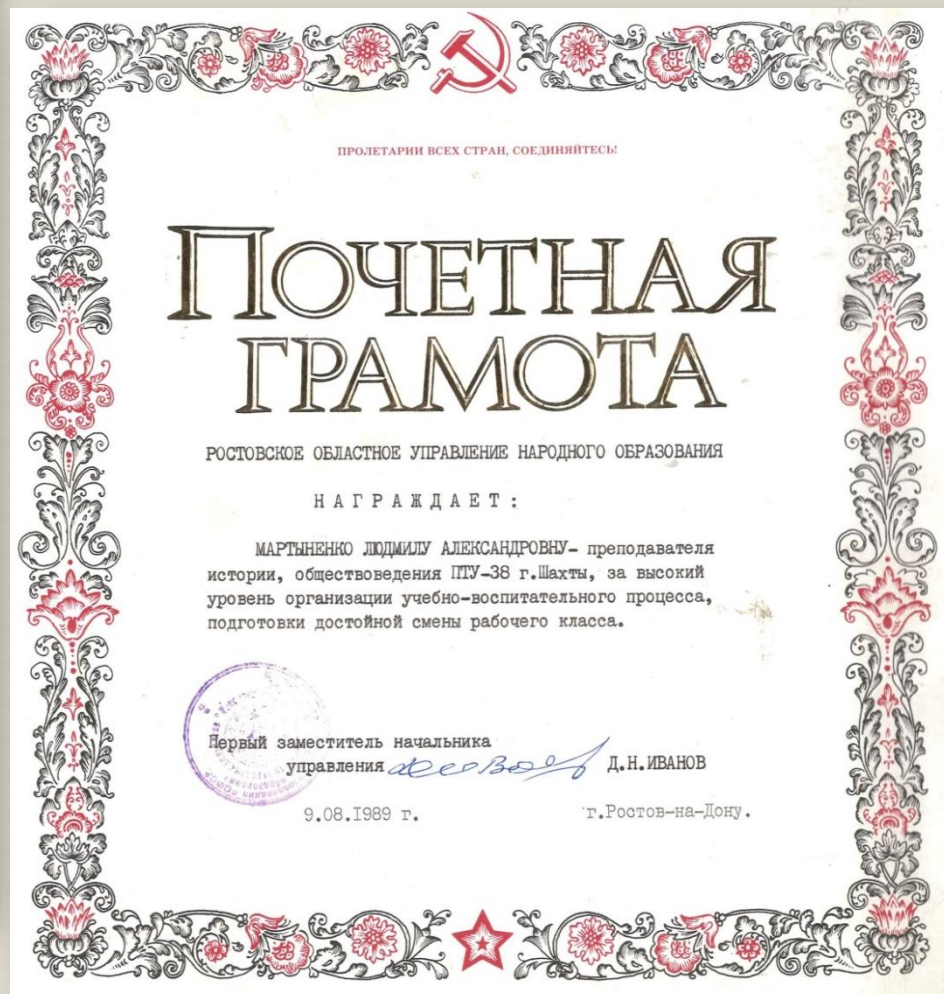 ПРОЛЕТАРИИ ВСЕХ СТРАН, СОЕДИНЯЙТЕСЬ!
ПОЧЕТНАЯ
ГРАМОТА
РОСТОВСКОЕ ОБЛАСТНОЕ УПРАВЛЕНИЕ НАРОДНОГО ОБРАЗОВАНИЯ
НАГРАЖДАЕТ:
МАРТЫНЕНКО ЛЮДМИЛУ АЛЕКСАНДРОВНУ- преподавателя
истории, обществоведения ПТУ-38 г.Шахты, за высокий
уровень организации учебно-воспитательного процесса,
подготовки достойной смены рабочего класса.
Первый заместитель начальника
управления Д.Н.ИВАНОВ
9.08.I989 г. г.Ростов-на-Дону.